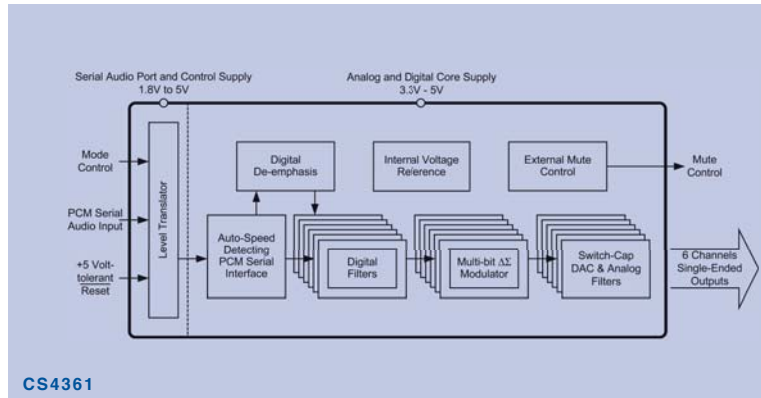 Serial Audio Port and Control Supply
1.8V to 5V
Analog and Digital Core Supply
3.3V - 5V
Mode
Control
PCM Serial
Audio Input
+5 Volt-
tolerant
Reset
Level Translator
Digital
De-emphasis
Internal Voltage
Reference
External Mute
Control
Mute
Control
Auto-Speed
Detecting
PCM Serial
Interface
Digital
Filters
Multi-bit ΔΣ
Modulator
Switch-Cap
DAC & Analog
Filters
6 Channels
Single-Ended
Outputs
CS4361